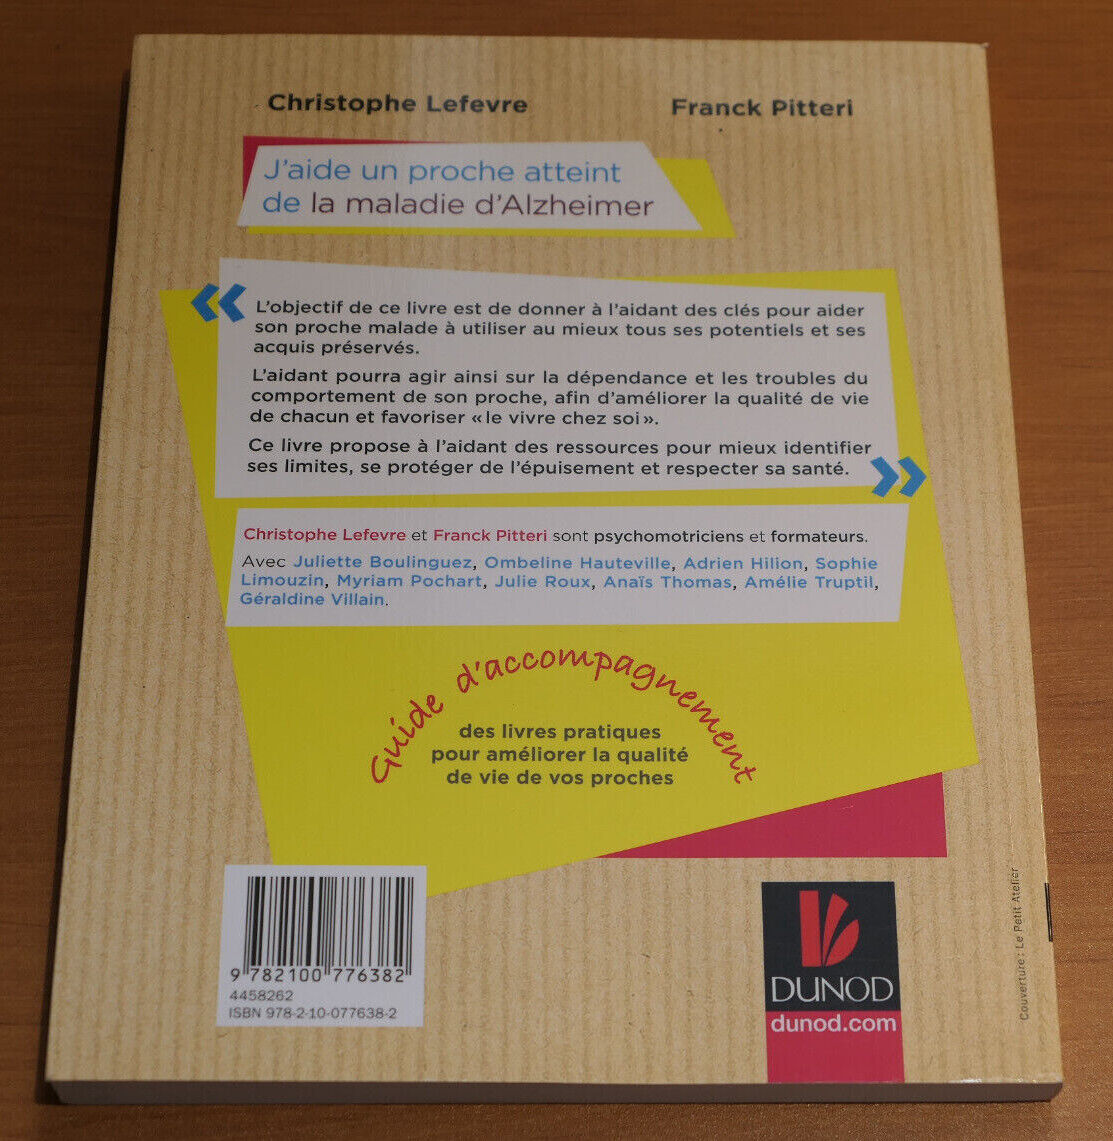 Christophe Lefevre
Franck Pitteri
J'aide un proche atteint
de la maladie d'Alzheimer
«
L'objectif de ce livre est de donner à l'aidant des clés pour aider
son proche malade à utiliser au mieux tous ses potentiels et ses
acquis préservés.
L'aidant pourra agir ainsi sur la dépendance et les troubles du
comportement de son proche, afin d'améliorer la qualité de vie
de chacun et favoriser « le vivre chez soi ».
Ce livre propose à l'aidant des ressources pour mieux identifier
ses limites, se protéger de l'épuisement et respecter sa santé.
»
Christophe Lefevre et Franck Pitteri sont psychomotriciens et formateurs.
Avec Juliette Boulinguez, Ombeline Hauteville, Adrien Hilion, Sophie
Limouzin, Myriam Pochart, Julie Roux, Anaïs Thomas, Amélie Truptil,
Géraldine Villain.
Guide d'accompagnement
des livres pratiques
pour améliorer la qualité
de vie de vos proches
9 782100 776382
4458262
ISBN 978-2-10-077638-2
DUNOD
dunod.com
Couverture : Le Petit Atelier